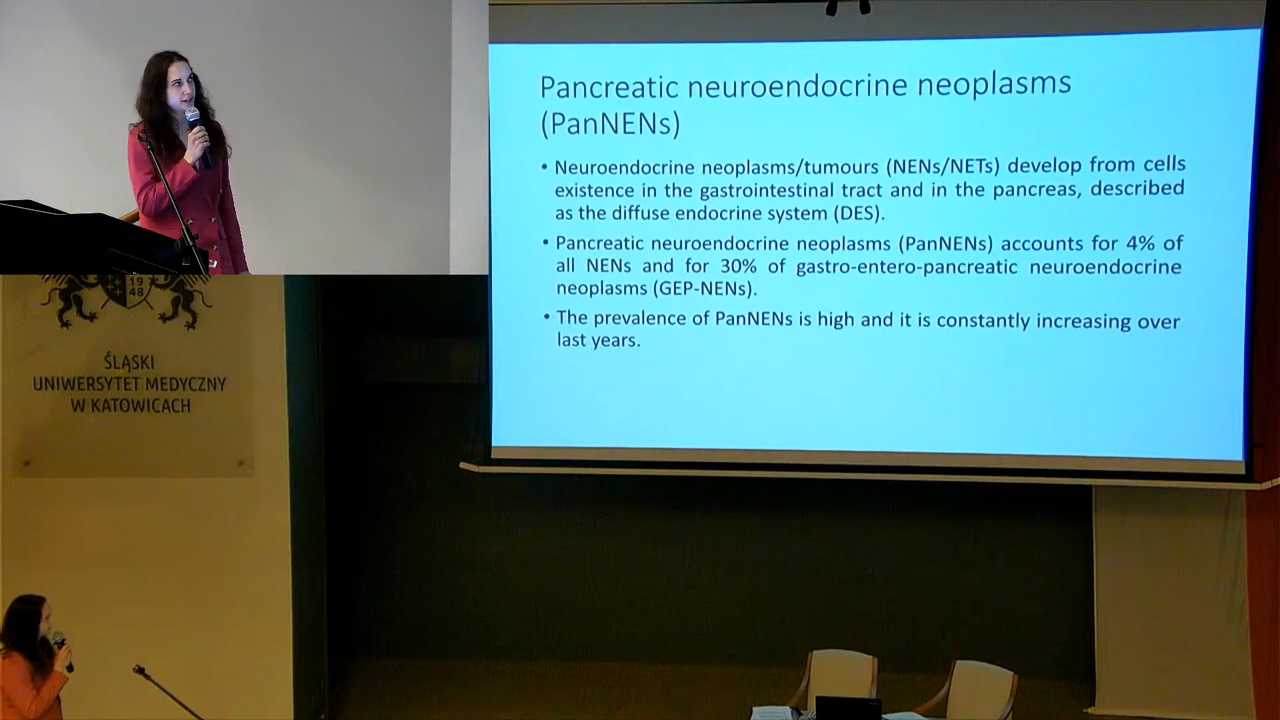 Pancreatic neuroendocrine neoplasms
(PanNENs)
• Neuroendocrine neoplasms/tumours (NENs/NETs) develop from cells
existence in the gastrointestinal tract and in the pancreas, described
as the diffuse endocrine system (DES).
• Pancreatic neuroendocrine neoplasms (PanNENs) accounts for 4% of
all NENs and for 30% of gastro-entero-pancreatic neuroendocrine
neoplasms (GEP-NENs).
• The prevalence of PanNENs is high and it is constantly increasing over
last years.
19
48
ŚLĄSKI
UNIWERSYTET MEDYCZNY
W KATOWICACH